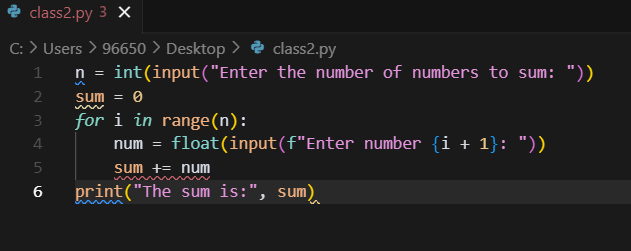 class2.py 3
C: > Users > 96650 > Desktop > class2.py
1 n = int(input("Enter the number of numbers to sum: "))
2 sum = 0
3 for i in range(n):
4     num = float(input(f"Enter number {i + 1}: "))
5     sum += num
6 print("The sum is:", sum)